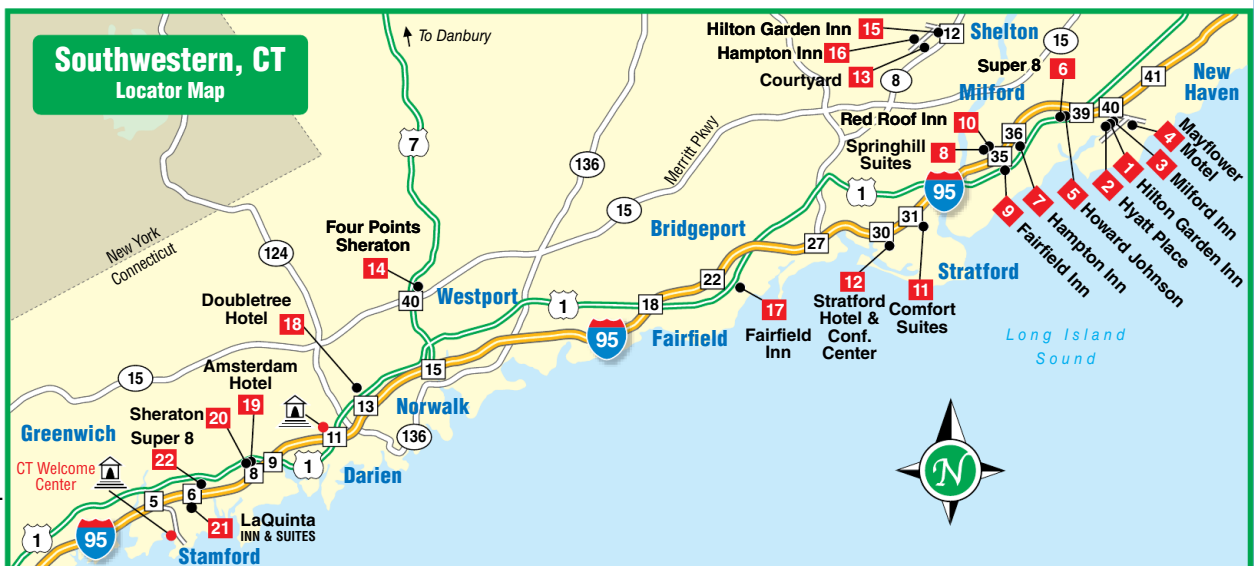 Southwestern, CT
Locator Map
To Danbury
Hilton Garden Inn 15
Hampton Inn 16
Courtyard 13
12
Shelton
15
8
Super 8
6
Milford
41
New
Haven
39
40
Red Roof Inn
10
36
Springhill
Suites
8
35
4 Mayflower
Motel
3 Milford Inn
1 Hilton Garden Inn
2 Hyatt Place
5 Howard Johnson
7 Hampton Inn
9 Fairfield Inn
7
136
Merritt Pkwy
15
1
95
31
30
27
Bridgeport
Stratford
12
Stratford
Hotel &
Conf.
Center
11
Comfort
Suites
New York
Connecticut
124
Four Points
Sheraton
14
40
Westport
1
22
18
17
Fairfield
Inn
Fairfield
95
Long Island
Sound
Doubletree
Hotel
18
15
15
Amsterdam
Hotel
19
13
Norwalk
136
11
Sheraton 20
Super 8
22
Greenwich
CT Welcome
Center
9
8
1
Darien
5
6
21
LaQuinta
INN & SUITES
1
95
Stamford
N